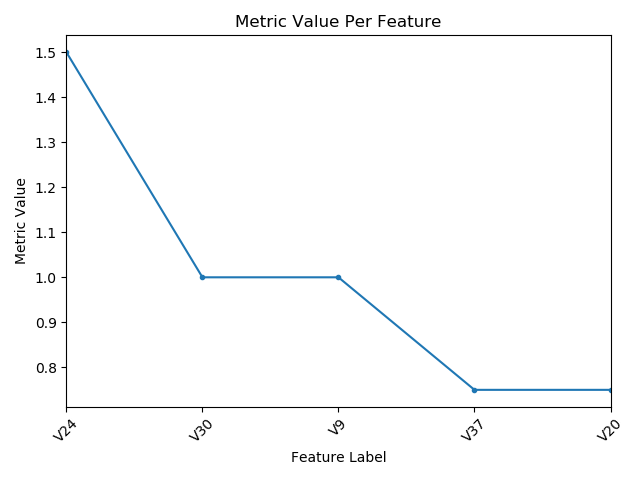 Metric Value Per Feature
1.5
1.4
1.3
1.2
1.1
1.0
0.9
0.8
Metric Value
V24
V30
V9
V37
V20
Feature Label